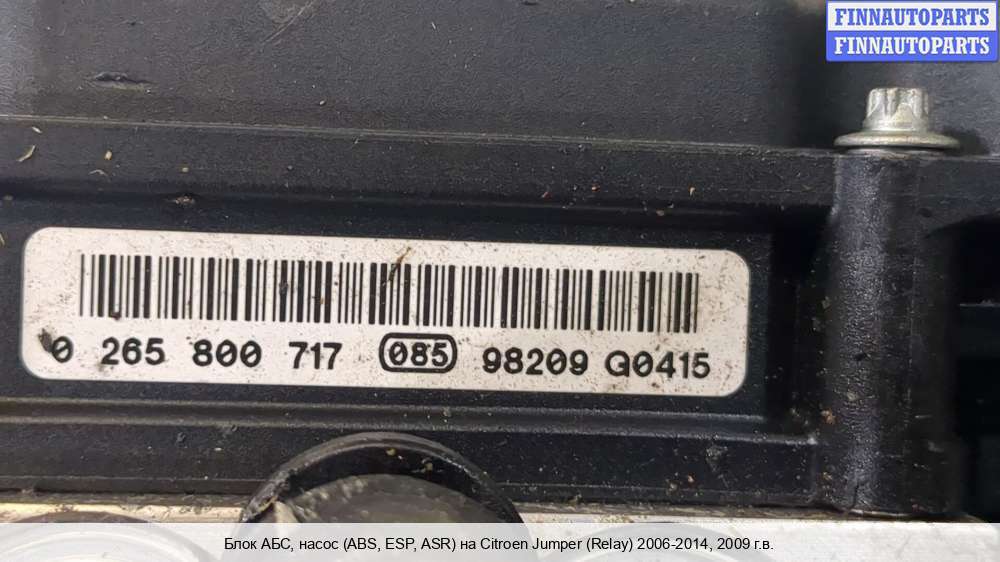 FINNAUTOPARTS
FINNAUTOPARTS
0 265 800 717 085 98209 G0415
Блок АБС, насос (ABS, ESP, ASR) на Citroen Jumper (Relay) 2006-2014, 2009 г.в.